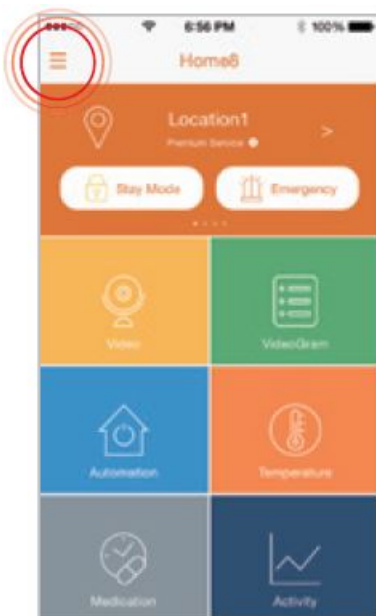 6:56 PM 100%
Home8
Location1
Premium Service
>
Stay Mode Emergency
Video VideoGram
Automation Temperature
Medication Activity